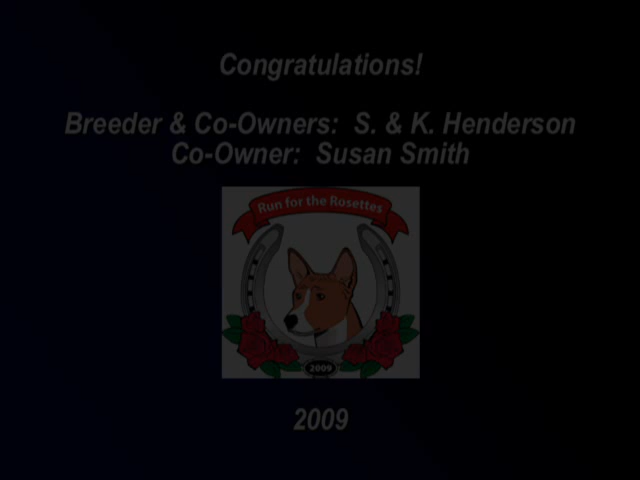 Congratulations!
Breeder & Co-Owners: S. & K. Henderson
Co-Owner: Susan Smith
Run for the Rosettes
2009
2009